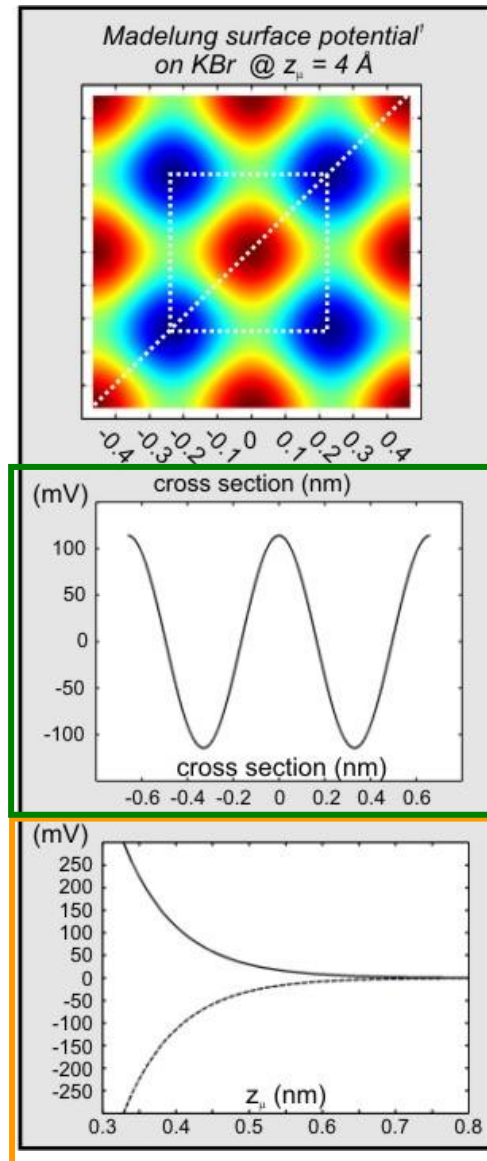 Madelung surface potential¹
on KBr @ zμ = 4 Å
-0.4 -0.3 -0.2 -0.1 0 0.1 0.2 0.3 0.4
cross section (nm)
(mV)
100
50
0
-50
-100
cross section (nm)
-0.6 -0.4 -0.2 0 0.2 0.4 0.6
(mV)
250
200
150
100
50
0
-50
-100
-150
-200
-250
zμ (nm)
0.3 0.4 0.5 0.6 0.7 0.8